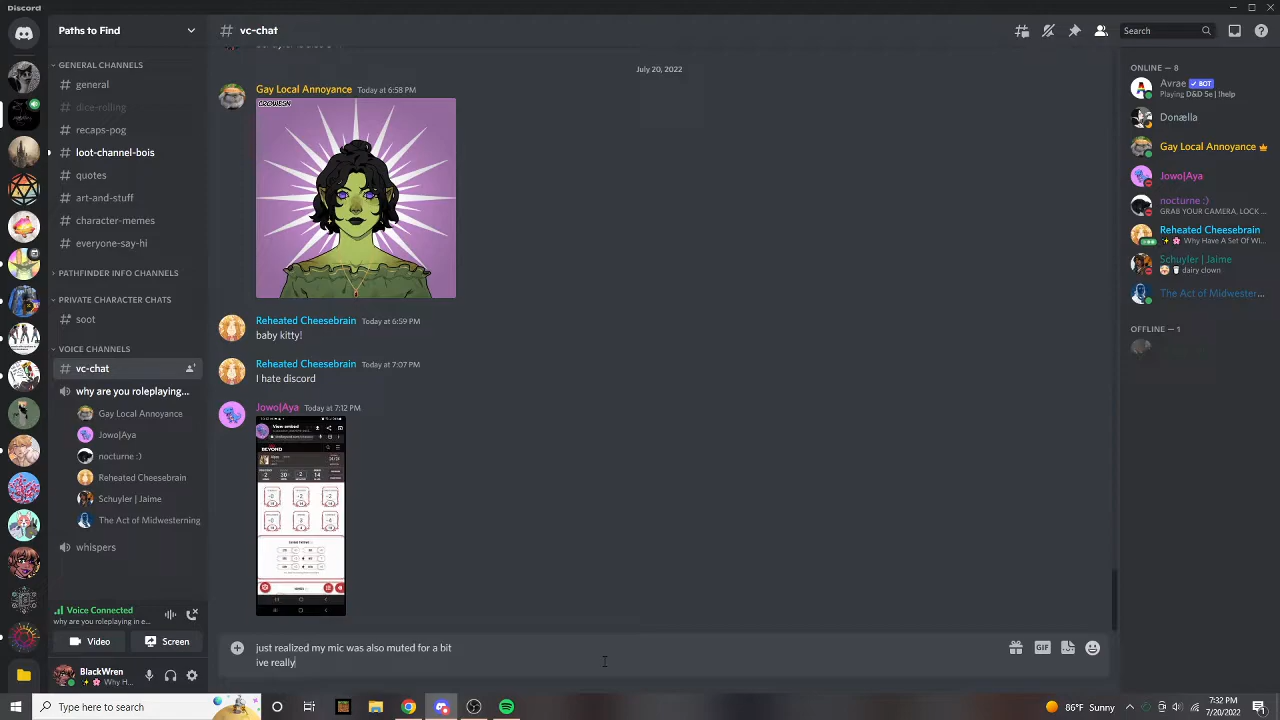 Discord
Paths to Find
vc-chat
Search
GENERAL CHANNELS
general
dice-rolling
recaps-pog
loot-channel-bois
quotes
art-and-stuff
character-memes
everyone-say-hi
PATHFINDER INFO CHANNELS
PRIVATE CHARACTER CHATS
soot
VOICE CHANNELS
vc-chat
why are you roleplaying...
Gay Local Annoyance
Jowo|Aya
nocturne :)
Reheated Cheesebrain
Schuyler | Jaime
The Act of Midwesterning
whispers
Voice Connected
why are you roleplaying in e...
Video
Screen
BlackWren
Why H...
July 20, 2022
Gay Local Annoyance Today at 6:58 PM
Reheated Cheesebrain Today at 6:59 PM
baby kitty!
Reheated Cheesebrain Today at 7:07 PM
I hate discord
Jowo|Aya Today at 7:12 PM
View embed
BEYOND
just realized my mic was also muted for a bit
ive really
GIF
ONLINE — 8
Avrae BOT
Playing D&D 5e | !help
Donælla
Gay Local Annoyance
Jowo|Aya
nocturne :)
GRAB YOUR CAMERA, LOCK ...
Reheated Cheesebrain
Why Have A Set Of Wi...
Schuyler | Jaime
dairy clown
The Act of Midwester...
OFFLINE — 1
Type here to search
86°F Sunny
7:32 PM
7/20/2022